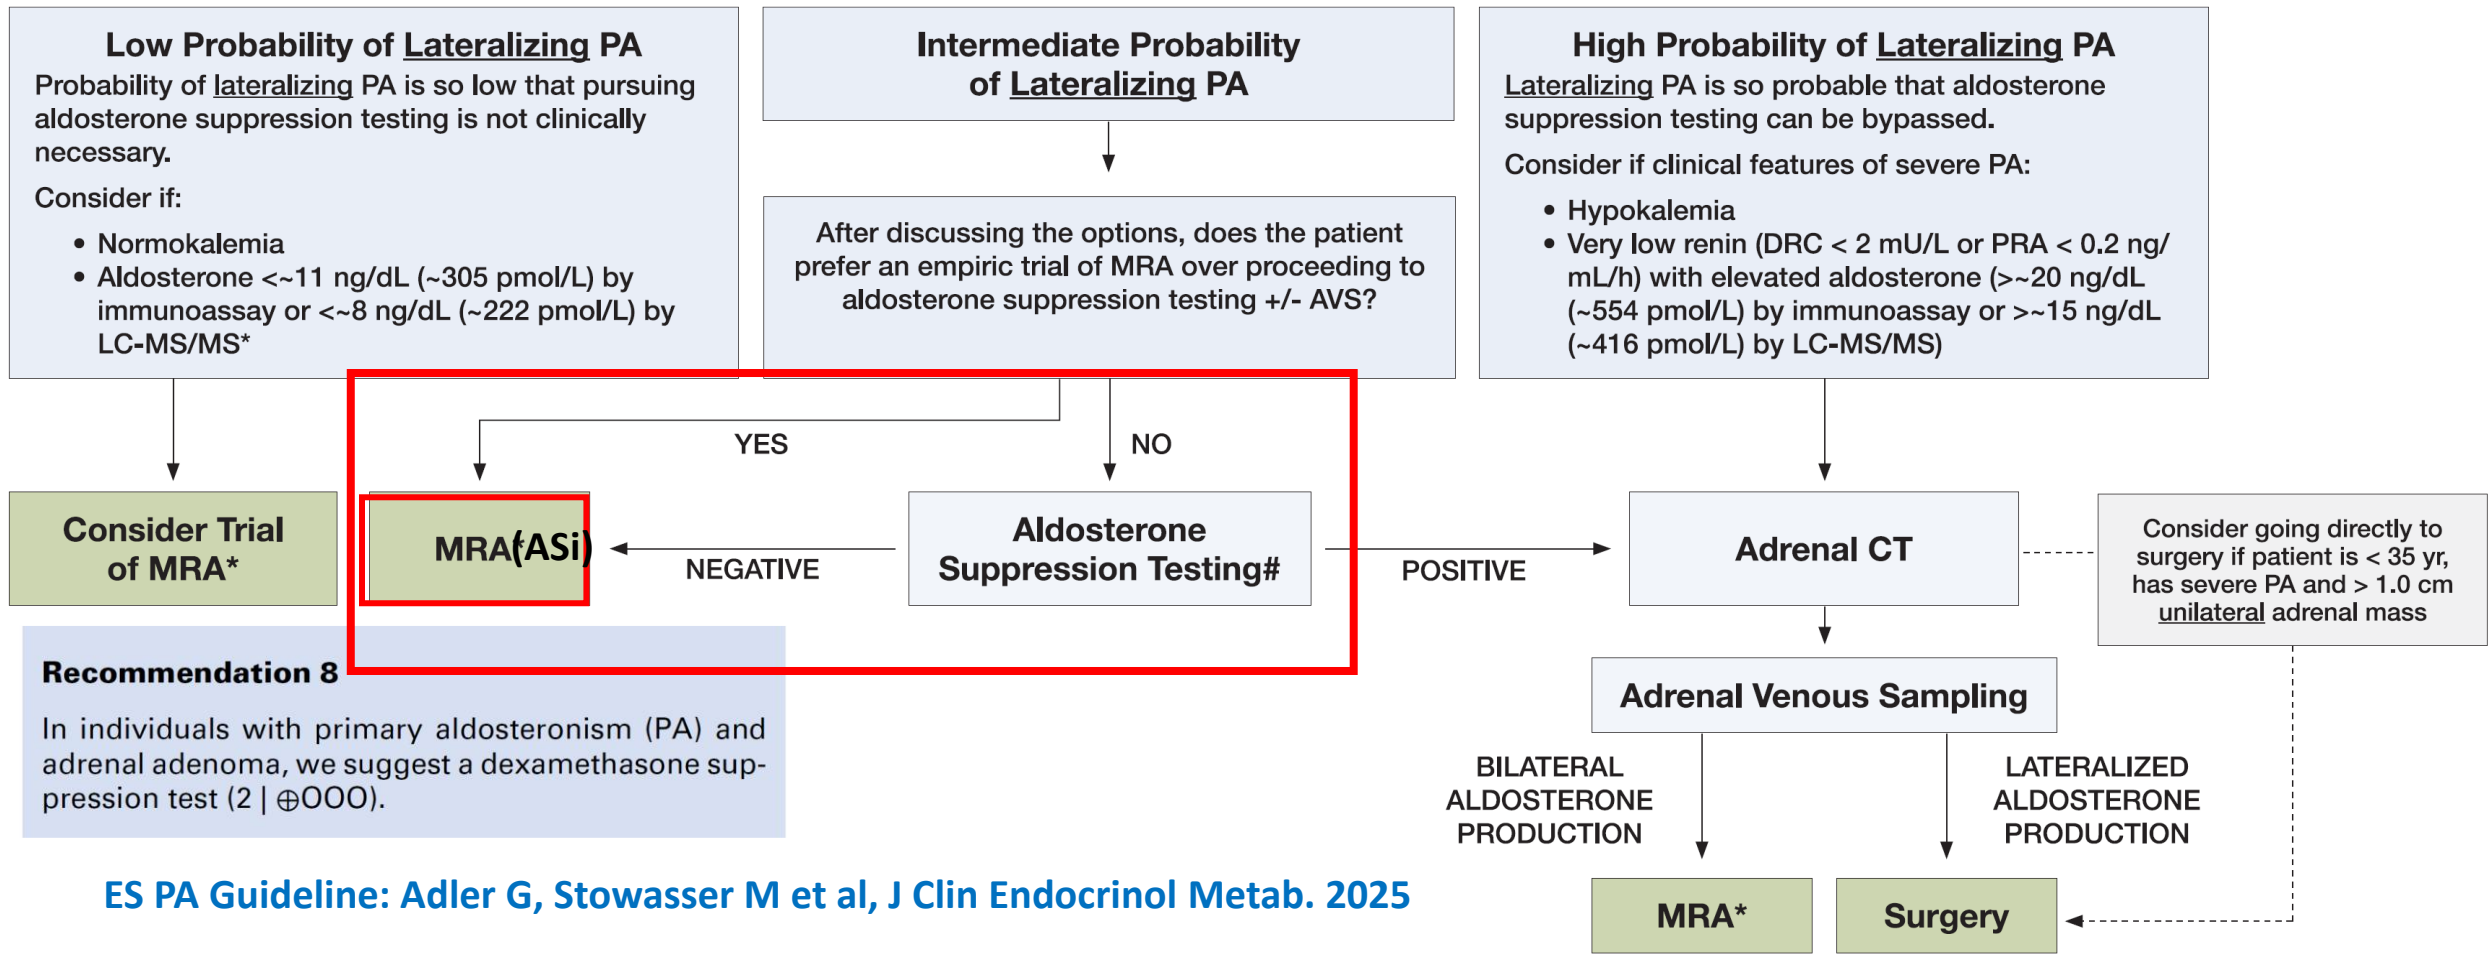 Low Probability of Lateralizing PA
Probability of lateralizing PA is so low that pursuing
aldosterone suppression testing is not clinically
necessary.
Consider if:
• Normokalemia
• Aldosterone <~11 ng/dL (~305 pmol/L) by
immunoassay or <~8 ng/dL (~222 pmol/L) by
LC-MS/MS*
Intermediate Probability
of Lateralizing PA
After discussing the options, does the patient
prefer an empiric trial of MRA over proceeding to
aldosterone suppression testing +/- AVS?
High Probability of Lateralizing PA
Lateralizing PA is so probable that aldosterone
suppression testing can be bypassed.
Consider if clinical features of severe PA:
• Hypokalemia
• Very low renin (DRC < 2 mU/L or PRA < 0.2 ng/
mL/h) with elevated aldosterone (>~20 ng/dL
(~554 pmol/L) by immunoassay or >~15 ng/dL
(~416 pmol/L) by LC-MS/MS)
YES
NO
Consider Trial
of MRA*
MRA*(ASi)
NEGATIVE
Aldosterone
Suppression Testing#
POSITIVE
Adrenal CT
Consider going directly to
surgery if patient is < 35 yr,
has severe PA and > 1.0 cm
unilateral adrenal mass
Recommendation 8
In individuals with primary aldosteronism (PA) and
adrenal adenoma, we suggest a dexamethasone sup-
pression test (2 | ⊕OOO).
Adrenal Venous Sampling
BILATERAL
ALDOSTERONE
PRODUCTION
LATERALIZED
ALDOSTERONE
PRODUCTION
MRA*
Surgery
ES PA Guideline: Adler G, Stowasser M et al, J Clin Endocrinol Metab. 2025